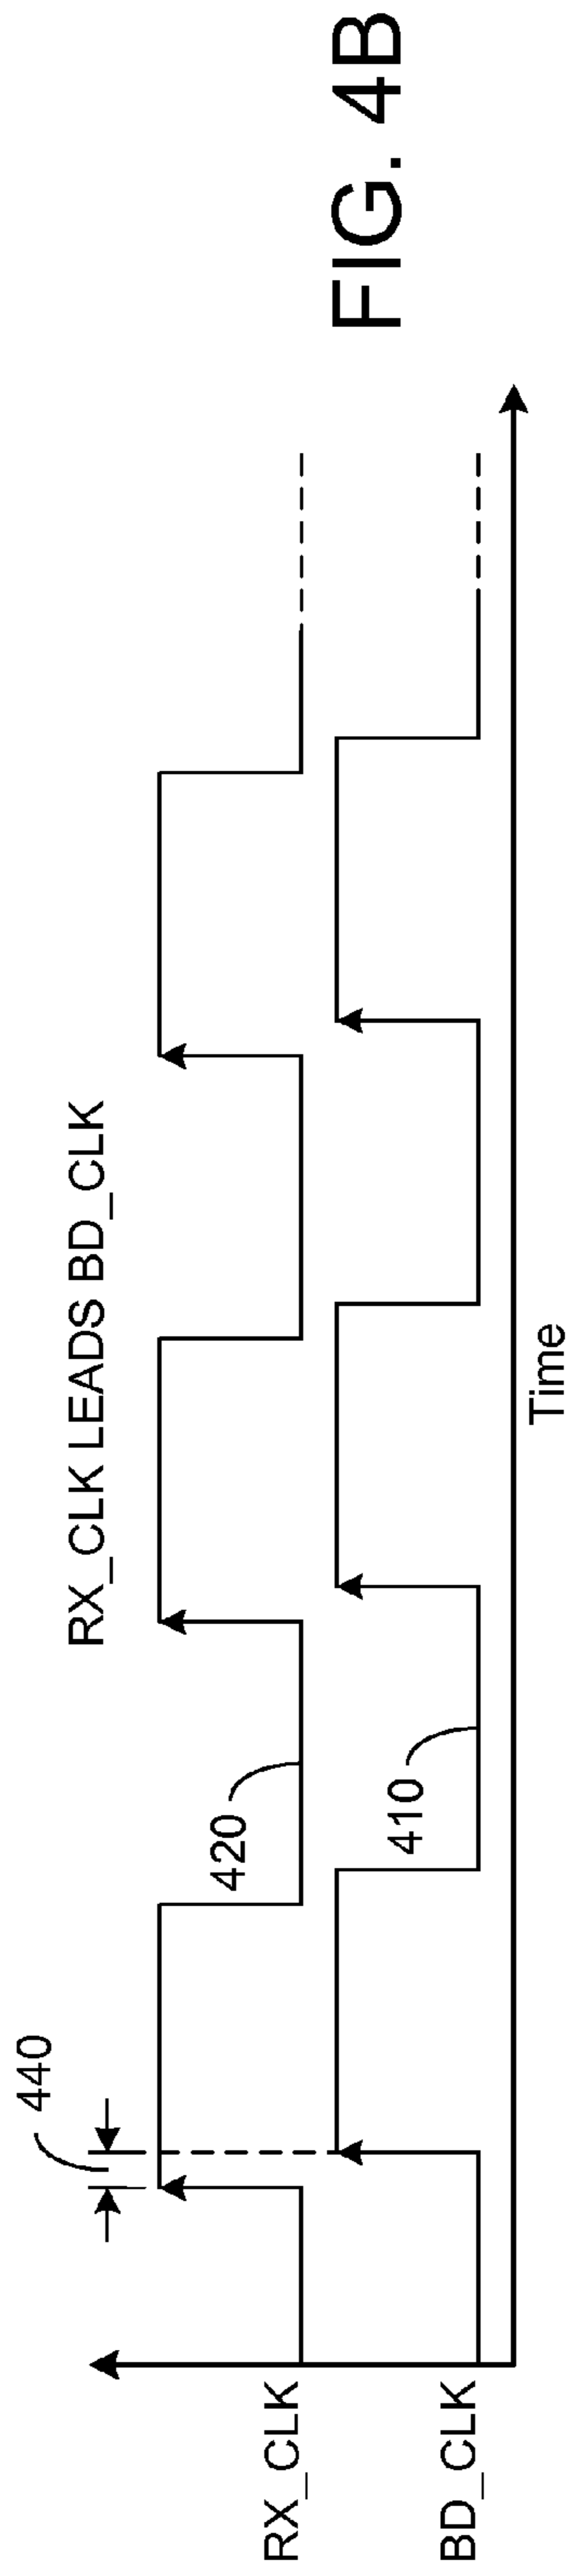 440
RX_CLK LEADS BD_CLK
420
RX_CLK
410
BD_CLK
Time
FIG. 4B